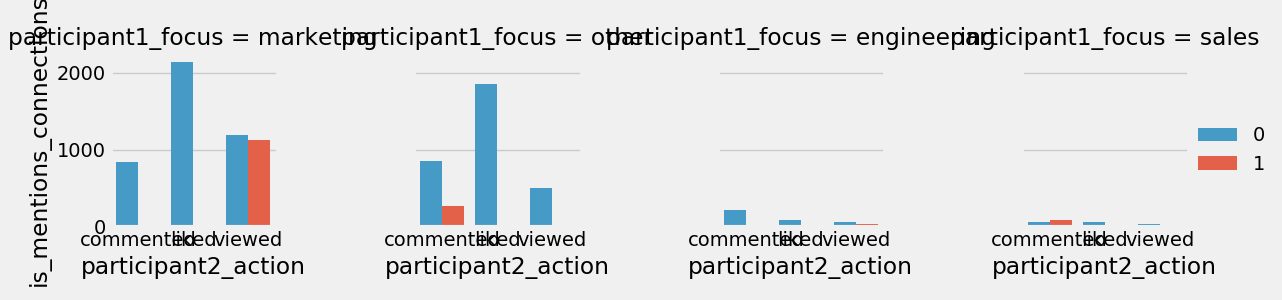 participant1_focus = marketing
participant1_focus = other
participant1_focus = engineering
participant1_focus = sales
is_mentions_connections
2000
1000
0
commented liked viewed
commented liked viewed
commented liked viewed
commented liked viewed
participant2_action
participant2_action
participant2_action
participant2_action
0
1